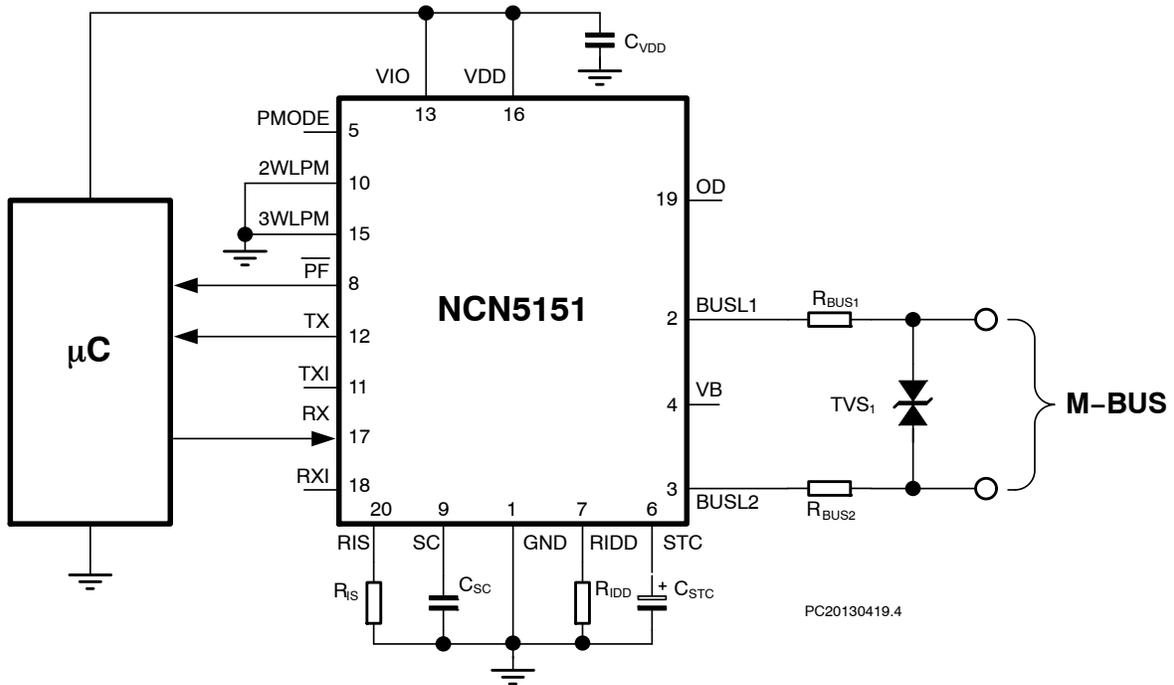 C_VDD
VIO VDD
13 16
PMODE 5
2WLPM 10
3WLPM 15
P̅F̅ 8
TX 12
TXI 11
RX 17
RXI 18
μC
NCN5151
19 OD
2 BUSL1
R_BUS1
4 VB
TVS₁
M−BUS
3 BUSL2
R_BUS2
20 9 1 7 6
RIS SC GND RIDD STC
R_IS C_SC R_IDD + C_STC
PC20130419.4